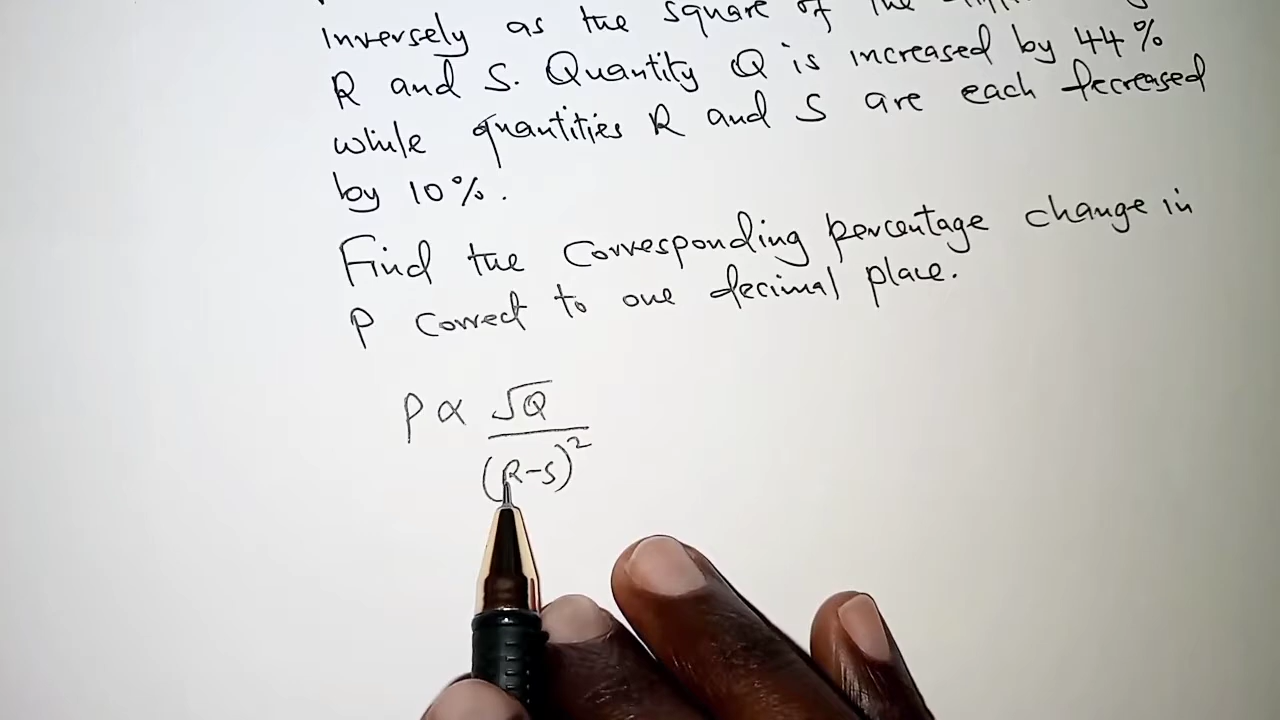 inversely as the square of the
R and S. Quantity Q is increased by 44%
while quantities R and S are each decreased
by 10%.
Find the corresponding percentage change in
P correct to one decimal place.
P ∝ √Q
(R-S)²